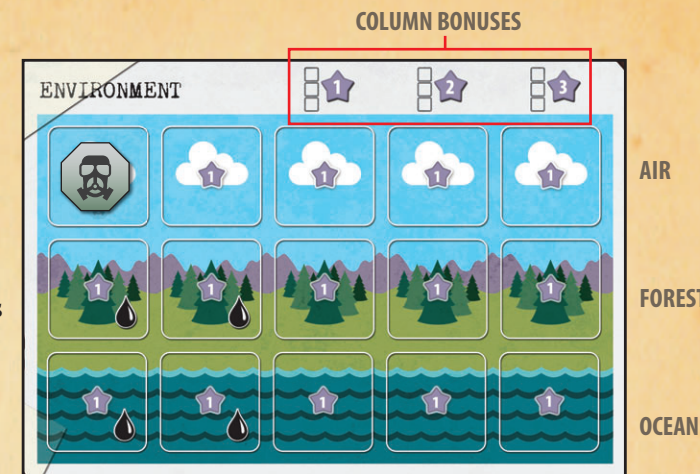 COLUMN BONUSES
ENVIRONMENT 1 2 3
1 1 1 1
AIR
1 1 1 1 1
S
FOREST
1 1 1 1 1
OCEAN